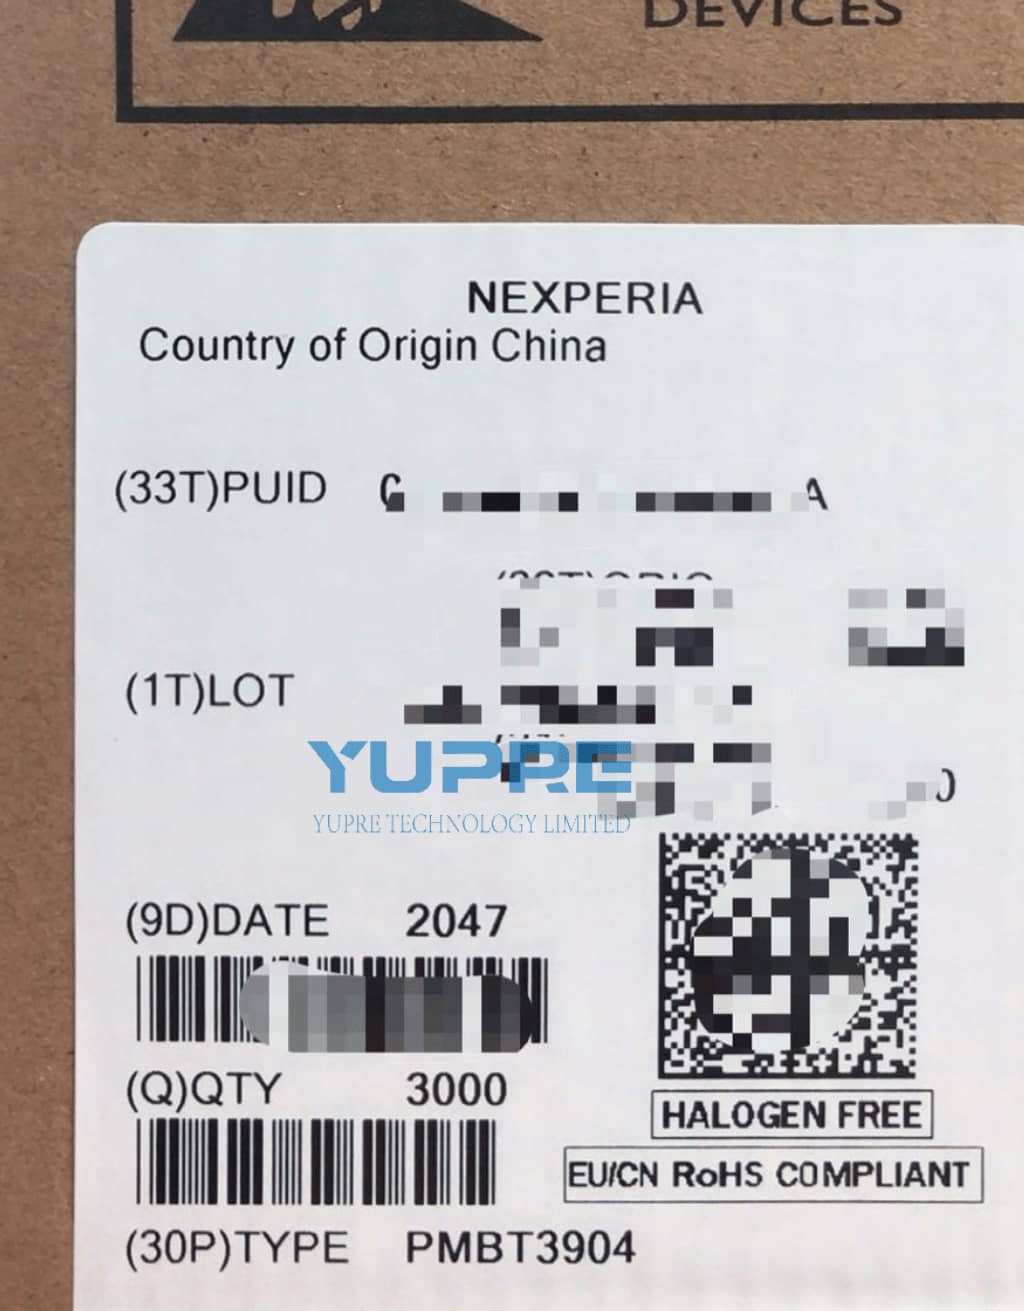 DEVICES
NEXPERIA
Country of Origin China
(33T)PUID
(1T)LOT
YUPRE
YUPRE TECHNOLOGY LIMITED
(9D)DATE 2047
(Q)QTY 3000
HALOGEN FREE
EU/CN RoHS COMPLIANT
(30P)TYPE PMBT3904